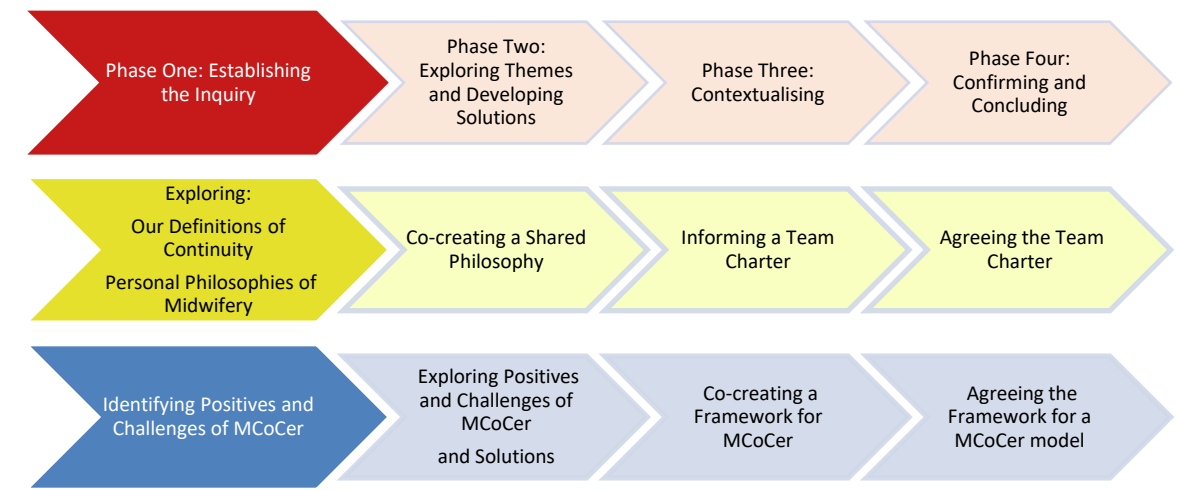 Phase One: Establishing
the Inquiry
Phase Two:
Exploring Themes
and Developing
Solutions
Phase Three:
Contextualising
Phase Four:
Confirming and
Concluding
Exploring:
Our Definitions of
Continuity
Personal Philosophies of
Midwifery
Co-creating a Shared
Philosophy
Informing a Team
Charter
Agreeing the Team
Charter
Identifying Positives and
Challenges of MCoCer
Exploring Positives
and Challenges of
MCoCer
and Solutions
Co-creating a
Framework for
MCoCer
Agreeing the
Framework for a
MCoCer model